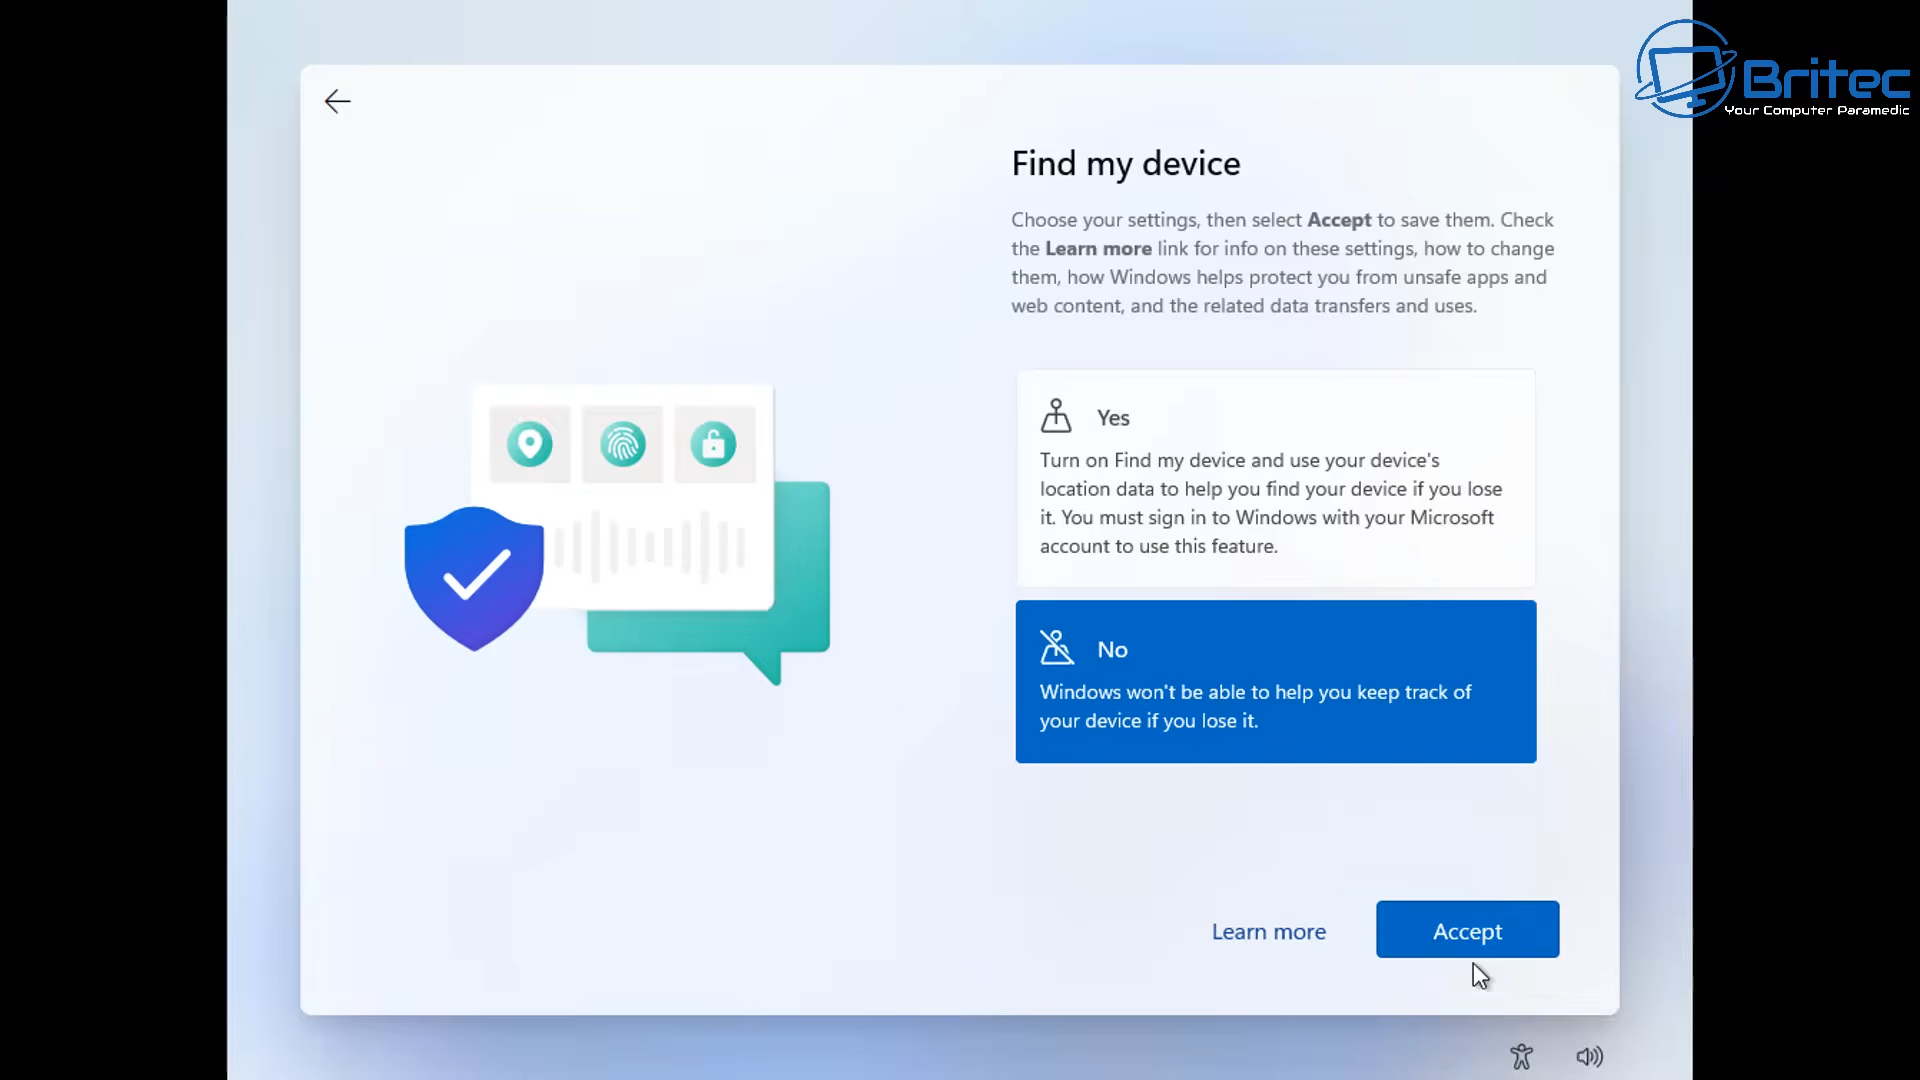 Britec
Your Computer Paramedic
Find my device
Choose your settings, then select Accept to save them. Check
the Learn more link for info on these settings, how to change
them, how Windows helps protect you from unsafe apps and
web content, and the related data transfers and uses.
Yes
Turn on Find my device and use your device's
location data to help you find your device if you lose
it. You must sign in to Windows with your Microsoft
account to use this feature.
No
Windows won't be able to help you keep track of
your device if you lose it.
Learn more
Accept